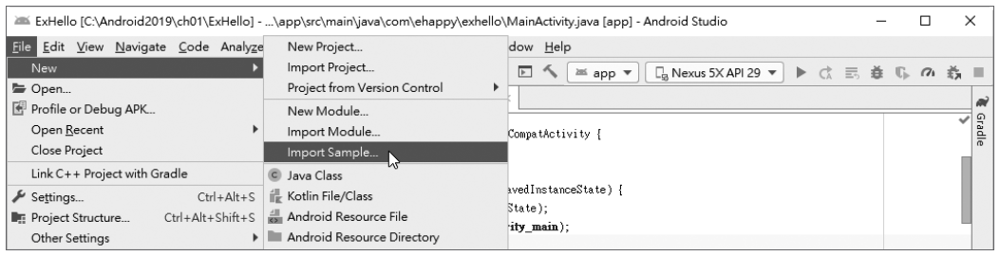 ExHello [C:\Android2019\ch01\ExHello] - ...\app\src\main\java\com\ehappy\exhello\MainActivity.java [app] - Android Studio
File Edit View Navigate Code Analyze dow Help
New
Open...
Profile or Debug APK...
Open Recent
Close Project
Link C++ Project with Gradle
Settings... Ctrl+Alt+S
Project Structure... Ctrl+Alt+Shift+S
Other Settings
New Project...
Import Project...
Project from Version Control
New Module...
Import Module...
Import Sample...
Java Class
Kotlin File/Class
Android Resource File
Android Resource Directory
app Nexus 5X API 29
CompatActivity {
avedInstanceState) {
State);
ity_main);
Gradle